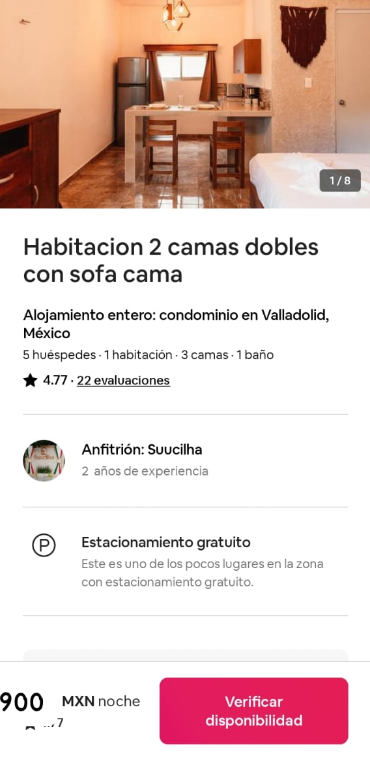 1 / 8
Habitacion 2 camas dobles
con sofa cama
Alojamiento entero: condominio en Valladolid,
México
5 huéspedes · 1 habitación · 3 camas · 1 baño
★ 4.77 · 22 evaluaciones
Anfitrión: Suucilha
2 años de experiencia
P
Estacionamiento gratuito
Este es uno de los pocos lugares en la zona
con estacionamiento gratuito.
900 MXN noche
Verificar
disponibilidad